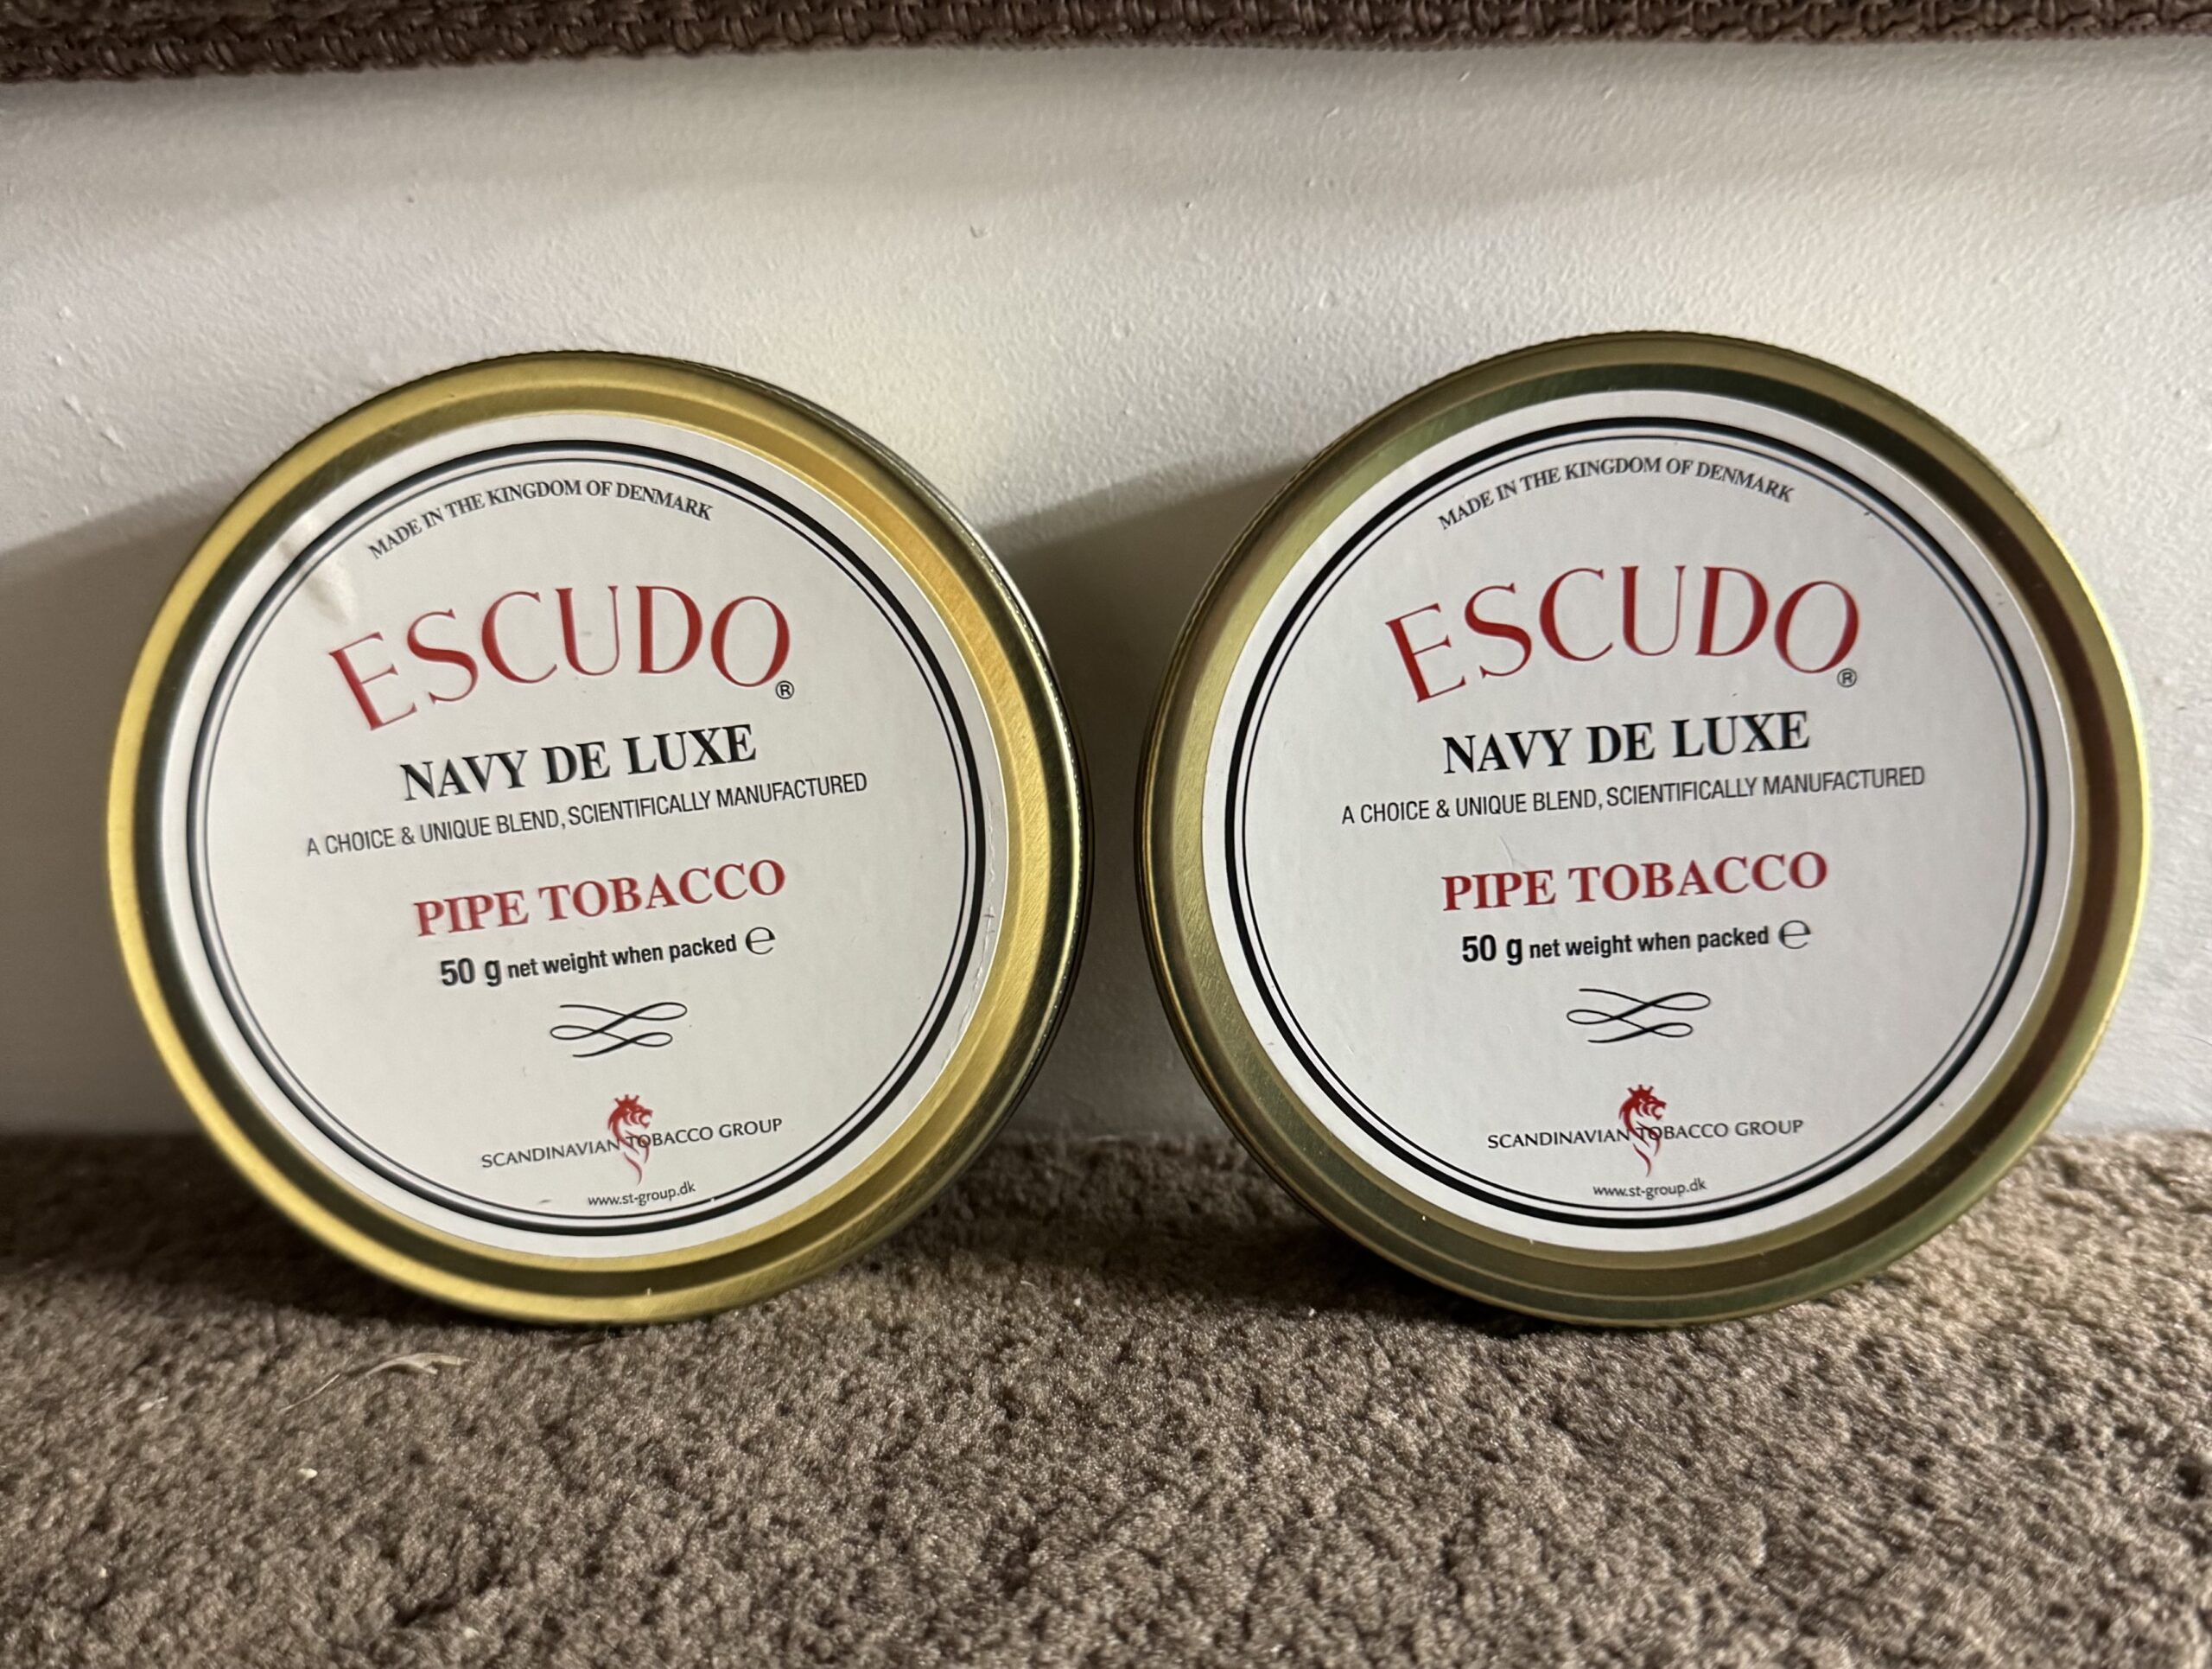 MADE IN THE KINGDOM OF DENMARK
ESCUDO®
NAVY DE LUXE
A CHOICE & UNIQUE BLEND, SCIENTIFICALLY MANUFACTURED
PIPE TOBACCO
50 g net weight when packed ℮
SCANDINAVIAN TOBACCO GROUP
www.st-group.dk
MADE IN THE KINGDOM OF DENMARK
ESCUDO®
NAVY DE LUXE
A CHOICE & UNIQUE BLEND, SCIENTIFICALLY MANUFACTURED
PIPE TOBACCO
50 g net weight when packed ℮
SCANDINAVIAN TOBACCO GROUP
www.st-group.dk